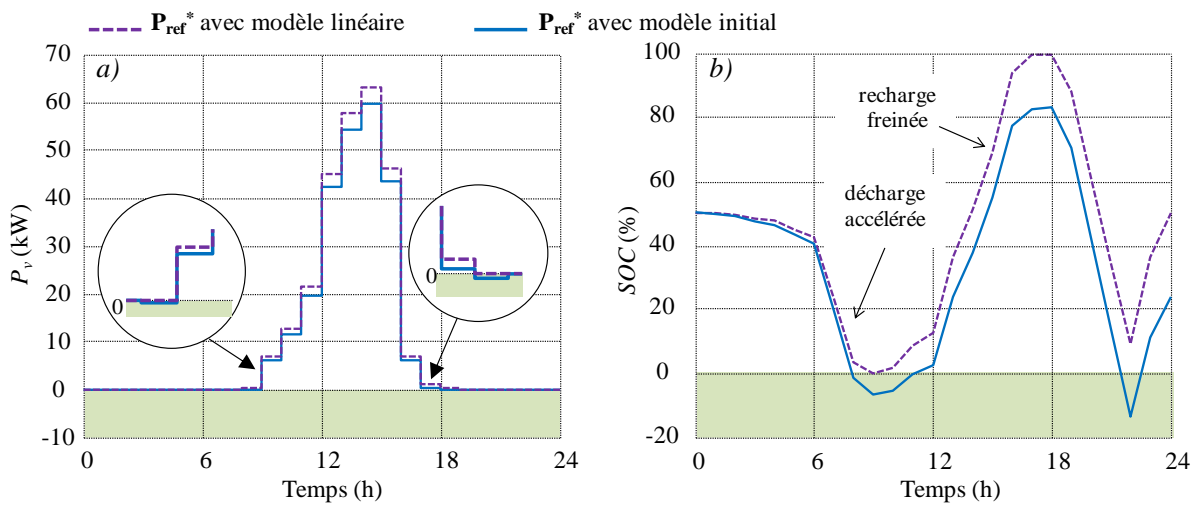 P_ref* avec modèle linéaire
P_ref* avec modèle initial
a)
P_v (kW)
70
60
50
40
30
20
10
0
-10
0
0
0
6
12
18
24
Temps (h)
b)
SOC (%)
100
80
60
40
20
0
-20
recharge
freinée
décharge
accélérée
0
6
12
18
24
Temps (h)